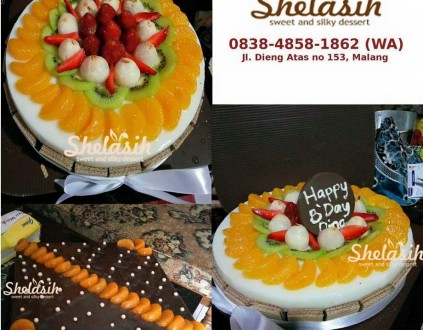 Shelasih
sweet and silky dessert
0838-4858-1862 (WA)
Jl. Dieng Atas no 153, Malang
Shelasih
sweet and silky dessert
Happy
B'Day
Shelasih
sweet and silky dessert
Shelasih
sweet and silky dessert